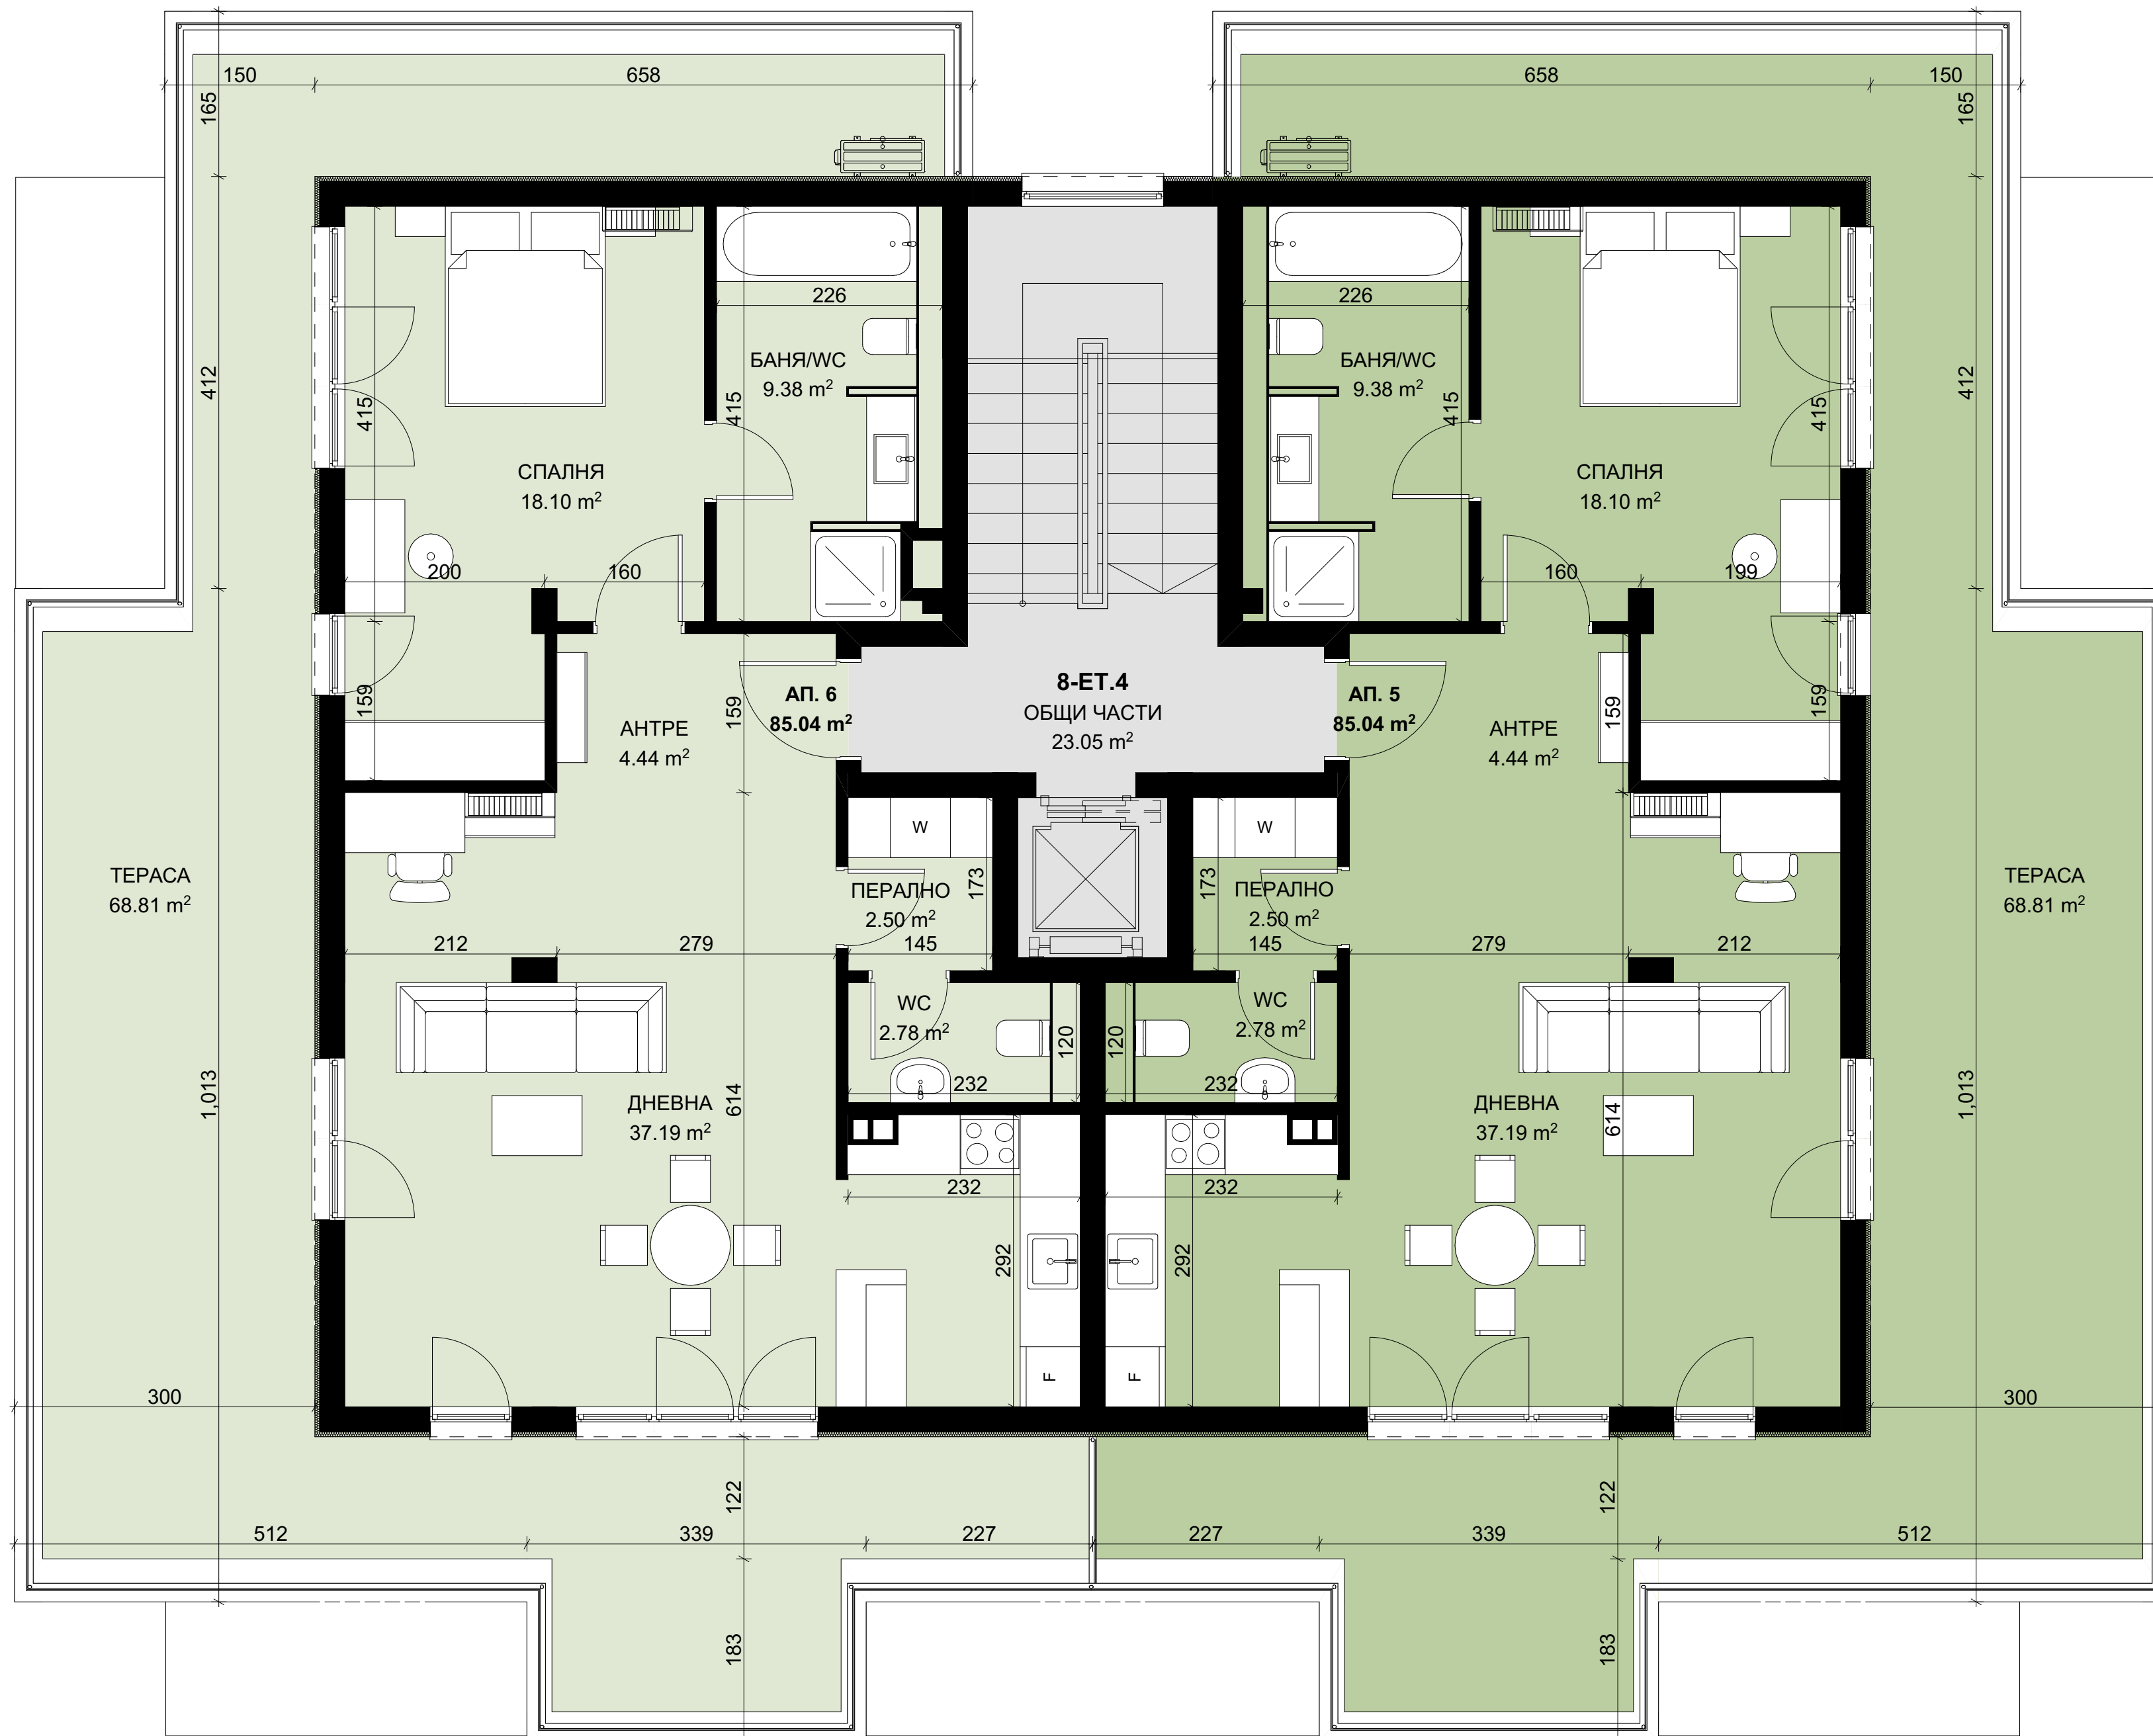 150 658 658 150
165 165
226 226
БАНЯ/WC БАНЯ/WC
9.38 m² 9.38 m²
412 415 415 415 415 412
СПАЛНЯ СПАЛНЯ
18.10 m² 18.10 m²
200 160 160 199
8-ЕТ.4
ОБЩИ ЧАСТИ
23.05 m²
АП. 6 АП. 5
85.04 m² 85.04 m²
159 159 159 159
АНТРЕ АНТРЕ
4.44 m² 4.44 m²
W W
ТЕРАСА ТЕРАСА
68.81 m² 68.81 m²
ПЕРАЛНО ПЕРАЛНО
2.50 m² 2.50 m²
173 173
212 279 145 145 279 212
WC WC
2.78 m² 2.78 m²
120 120
232 232
1,013 614 614 1,013
ДНЕВНА ДНЕВНА
37.19 m² 37.19 m²
232 232
292 292
F F
300 300
122 122
512 339 227 227 339 512
183 183